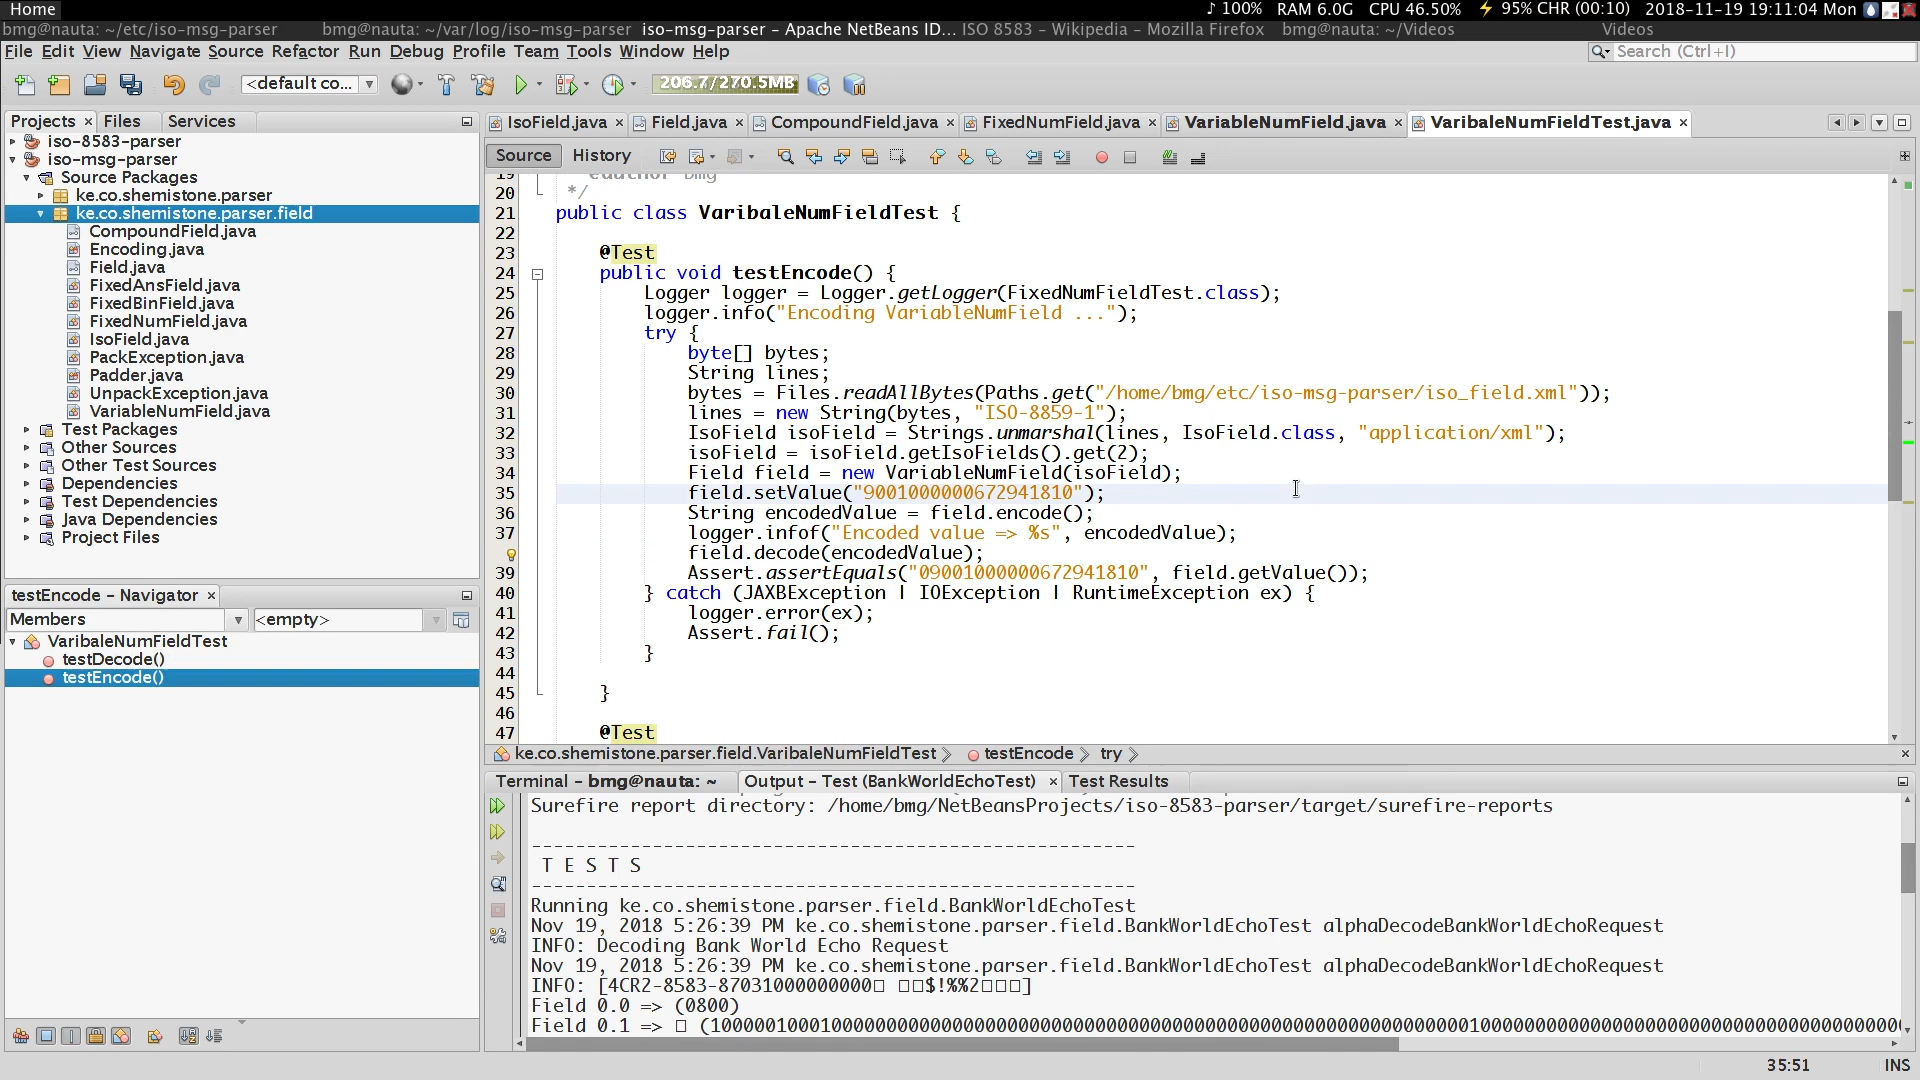 Home
♪ 100% RAM 6.0G CPU 46.50% ⚡ 95% CHR (00:10) 2018-11-19 19:11:04 Mon
bmg@nauta: ~/etc/iso-msg-parser bmg@nauta: ~/var/log/iso-msg-parser iso-msg-parser - Apache NetBeans ID... ISO 8583 - Wikipedia - Mozilla Firefox bmg@nauta: ~/Videos Videos
File Edit View Navigate Source Refactor Run Debug Profile Team Tools Window Help
Search (Ctrl+I)
<default co... 206.7/270.5MB
Projects Files Services
iso-8583-parser
iso-msg-parser
Source Packages
ke.co.shemistone.parser
ke.co.shemistone.parser.field
CompoundField.java
Encoding.java
Field.java
FixedAnsField.java
FixedBinField.java
FixedNumField.java
IsoField.java
PackException.java
Padder.java
UnpackException.java
VariableNumField.java
Test Packages
Other Sources
Other Test Sources
Dependencies
Test Dependencies
Java Dependencies
Project Files
testEncode - Navigator
Members <empty>
VaribaleNumFieldTest
testDecode()
testEncode()
IsoField.java Field.java CompoundField.java FixedNumField.java VariableNumField.java VaribaleNumFieldTest.java
Source History
19 bmg
20 */
21 public class VaribaleNumFieldTest {
22
23 @Test
24 public void testEncode() {
25 Logger logger = Logger.getLogger(FixedNumFieldTest.class);
26 logger.info("Encoding VariableNumField ...");
27 try {
28 byte[] bytes;
29 String lines;
30 bytes = Files.readAllBytes(Paths.get("/home/bmg/etc/iso-msg-parser/iso_field.xml"));
31 lines = new String(bytes, "ISO-8859-1");
32 IsoField isoField = Strings.unmarshal(lines, IsoField.class, "application/xml");
33 isoField = isoField.getIsoFields().get(2);
34 Field field = new VariableNumField(isoField);
35 field.setValue("9001000000672941810");
36 String encodedValue = field.encode();
37 logger.infof("Encoded value => %s", encodedValue);
field.decode(encodedValue);
39 Assert.assertEquals("09001000000672941810", field.getValue());
40 } catch (JAXBException | IOException | RuntimeException ex) {
41 logger.error(ex);
42 Assert.fail();
43 }
44
45 }
46
47 @Test
ke.co.shemistone.parser.field.VaribaleNumFieldTest testEncode try
Terminal - bmg@nauta: ~ Output - Test (BankWorldEchoTest) Test Results
Surefire report directory: /home/bmg/NetBeansProjects/iso-8583-parser/target/surefire-reports
-------------------------------------------------------
T E S T S
-------------------------------------------------------
Running ke.co.shemistone.parser.field.BankWorldEchoTest
Nov 19, 2018 5:26:39 PM ke.co.shemistone.parser.field.BankWorldEchoTest alphaDecodeBankWorldEchoRequest
INFO: Decoding Bank World Echo Request
Nov 19, 2018 5:26:39 PM ke.co.shemistone.parser.field.BankWorldEchoTest alphaDecodeBankWorldEchoRequest
INFO: [4CR2-8583-87031000000000□ □□$!%%2□□□]
Field 0.0 => (0800)
Field 0.1 => □
35:51 INS